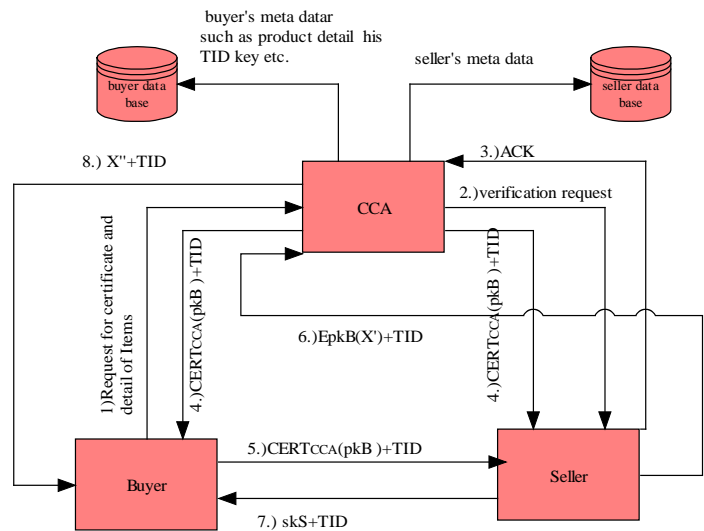 buyer's meta datar
such as product detail his
TID key etc.
seller's meta data
buyer data
base
seller data
base
8.) X''+TID
3.)ACK
2.)verification request
CCA
1)Request for certificate and
detail of Items
4.)CERTCCA(pkB )+TID
4.)CERTCCA(pkB )+TID
6.)EpkB(X')+TID
5.)CERTCCA(pkB )+TID
Buyer
Seller
7.) skS+TID